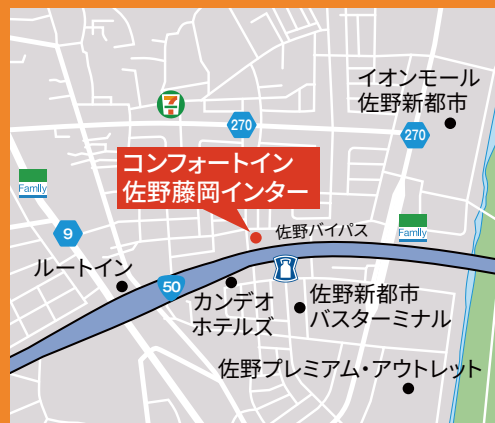 イオンモール
佐野新都市
7
270
270
コンフォートイン
佐野藤岡インター
Famlly
9
佐野バイパス
Famlly
ルートイン
50
カンデオ
ホテルズ
佐野新都市
バスターミナル
佐野プレミアム・アウトレット